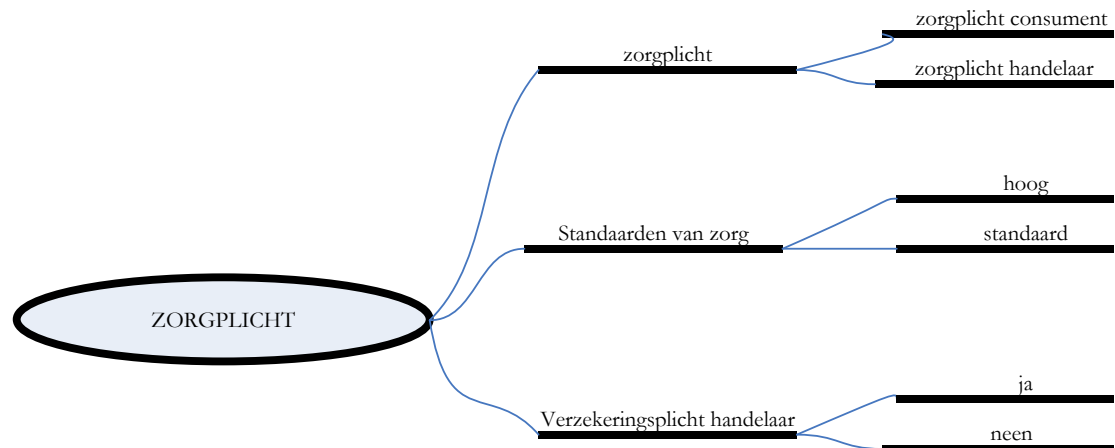 zorgplicht consument
zorgplicht
zorgplicht handelaar
hoog
Standaarden van zorg
standaard
ZORGPLICHT
ja
Verzekeringsplicht handelaar
neen